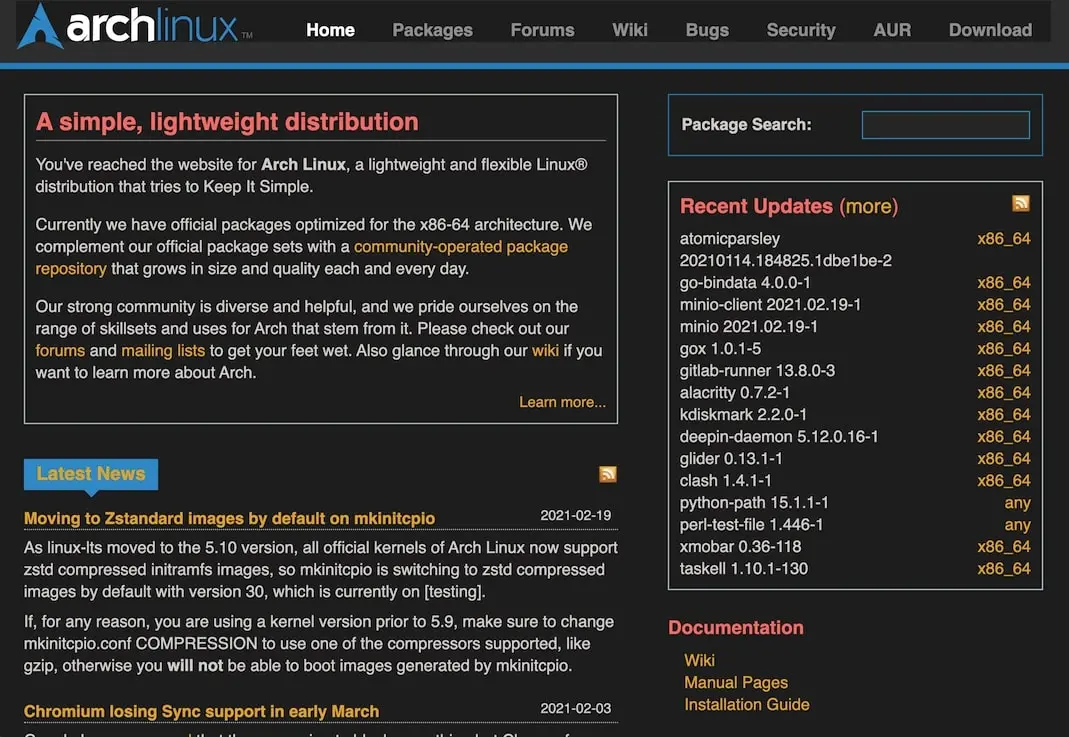 archlinux™
Home Packages Forums Wiki Bugs Security AUR Download
A simple, lightweight distribution
You've reached the website for Arch Linux, a lightweight and flexible Linux®
distribution that tries to Keep It Simple.
Currently we have official packages optimized for the x86-64 architecture. We
complement our official package sets with a community-operated package
repository that grows in size and quality each and every day.
Our strong community is diverse and helpful, and we pride ourselves on the
range of skillsets and uses for Arch that stem from it. Please check out our
forums and mailing lists to get your feet wet. Also glance through our wiki if you
want to learn more about Arch.
Learn more...
Latest News
Moving to Zstandard images by default on mkinitcpio 2021-02-19
As linux-lts moved to the 5.10 version, all official kernels of Arch Linux now support
zstd compressed initramfs images, so mkinitcpio is switching to zstd compressed
images by default with version 30, which is currently on [testing].
If, for any reason, you are using a kernel version prior to 5.9, make sure to change
mkinitcpio.conf COMPRESSION to use one of the compressors supported, like
gzip, otherwise you will not be able to boot images generated by mkinitcpio.
Chromium losing Sync support in early March 2021-02-03
Package Search:
Recent Updates (more)
atomicparsley x86_64
20210114.184825.1dbe1be-2
go-bindata 4.0.0-1 x86_64
minio-client 2021.02.19-1 x86_64
minio 2021.02.19-1 x86_64
gox 1.0.1-5 x86_64
gitlab-runner 13.8.0-3 x86_64
alacritty 0.7.2-1 x86_64
kdiskmark 2.2.0-1 x86_64
deepin-daemon 5.12.0.16-1 x86_64
glider 0.13.1-1 x86_64
clash 1.4.1-1 x86_64
python-path 15.1.1-1 any
perl-test-file 1.446-1 any
xmobar 0.36-118 x86_64
taskell 1.10.1-130 x86_64
Documentation
Wiki
Manual Pages
Installation Guide